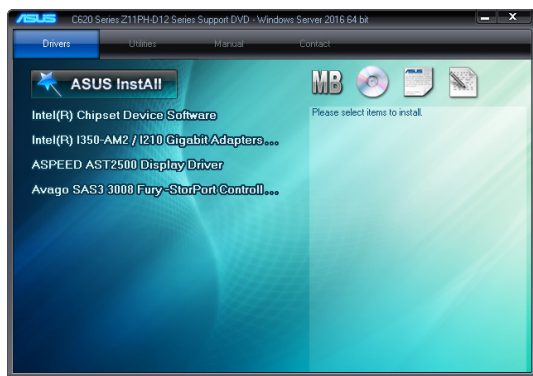 ASUS C620 Series Z11PH-D12 Series Support DVD - Windows Server 2016 64 bit
Drivers Utilities Manual Contact
ASUS InstAll
MB
Please select items to install.
Intel(R) Chipset Device Software
Intel(R) I350-AM2 / I210 Gigabit Adapters...
ASPEED AST2500 Display Driver
Avago SAS3 3008 Fury-StorPort Controll...